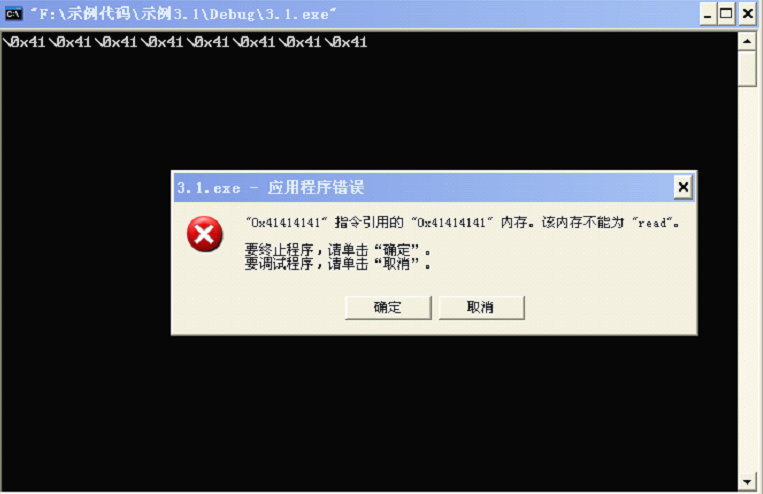 "F:\示例代码\示例3.1\Debug\3.1.exe"
\0x41\0x41\0x41\0x41\0x41\0x41\0x41\0x41
3.1.exe - 应用程序错误
"0x41414141" 指令引用的 "0x41414141" 内存。该内存不能为 "read"。
要终止程序，请单击“确定”。
要调试程序，请单击“取消”。
确定
取消